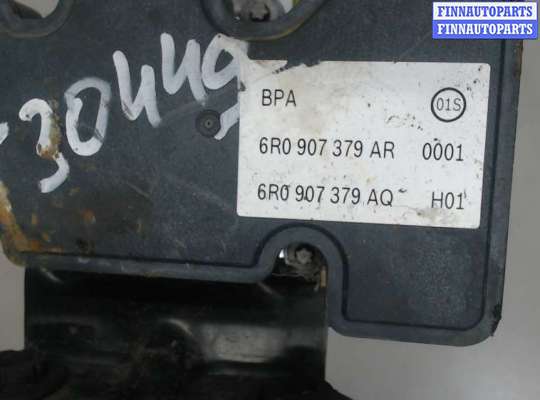 FINNAUTOPARTS
FINNAUTOPARTS
30449
BPA 01S
6R0 907 379 AR 0001
6R0 907 379 AQ H01